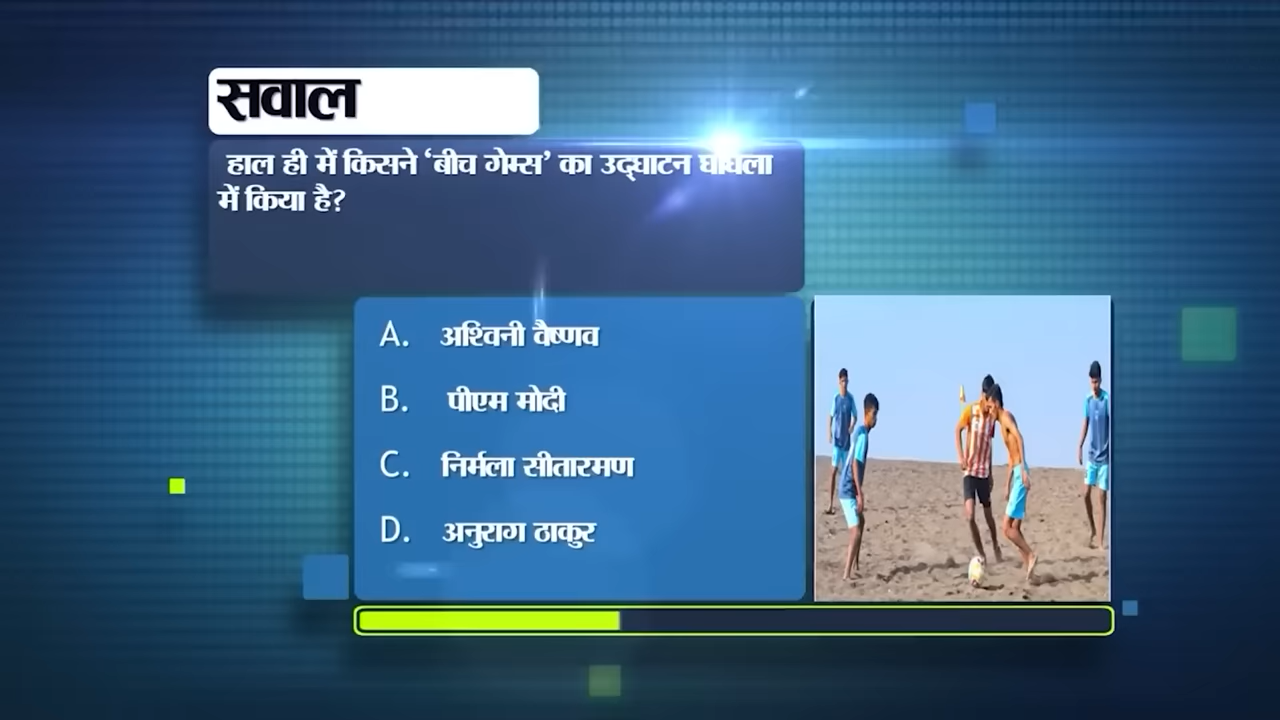 सवाल
हाल ही में किसने ‘बीच गेम्स’ का उद्घाटन घोघला
में किया है?
A. अश्विनी वैष्णव
B. पीएम मोदी
C. निर्मला सीतारमण
D. अनुराग ठाकुर